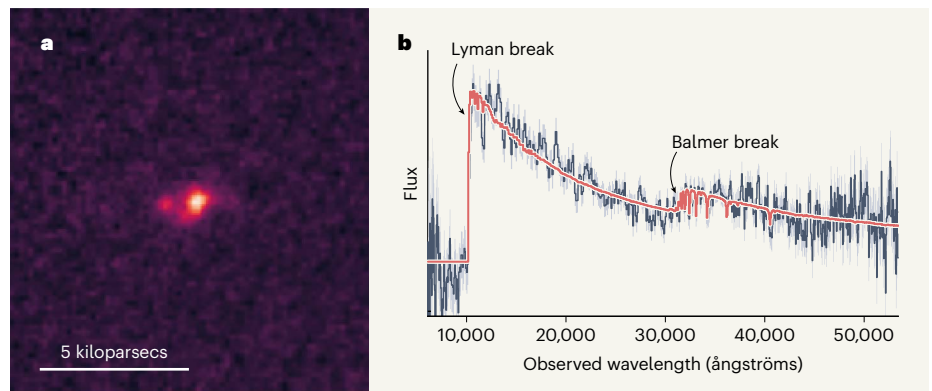 a
5 kiloparsecs
b
Lyman break
Balmer break
Flux
10,000
20,000
30,000
40,000
50,000
Observed wavelength (ångströms)